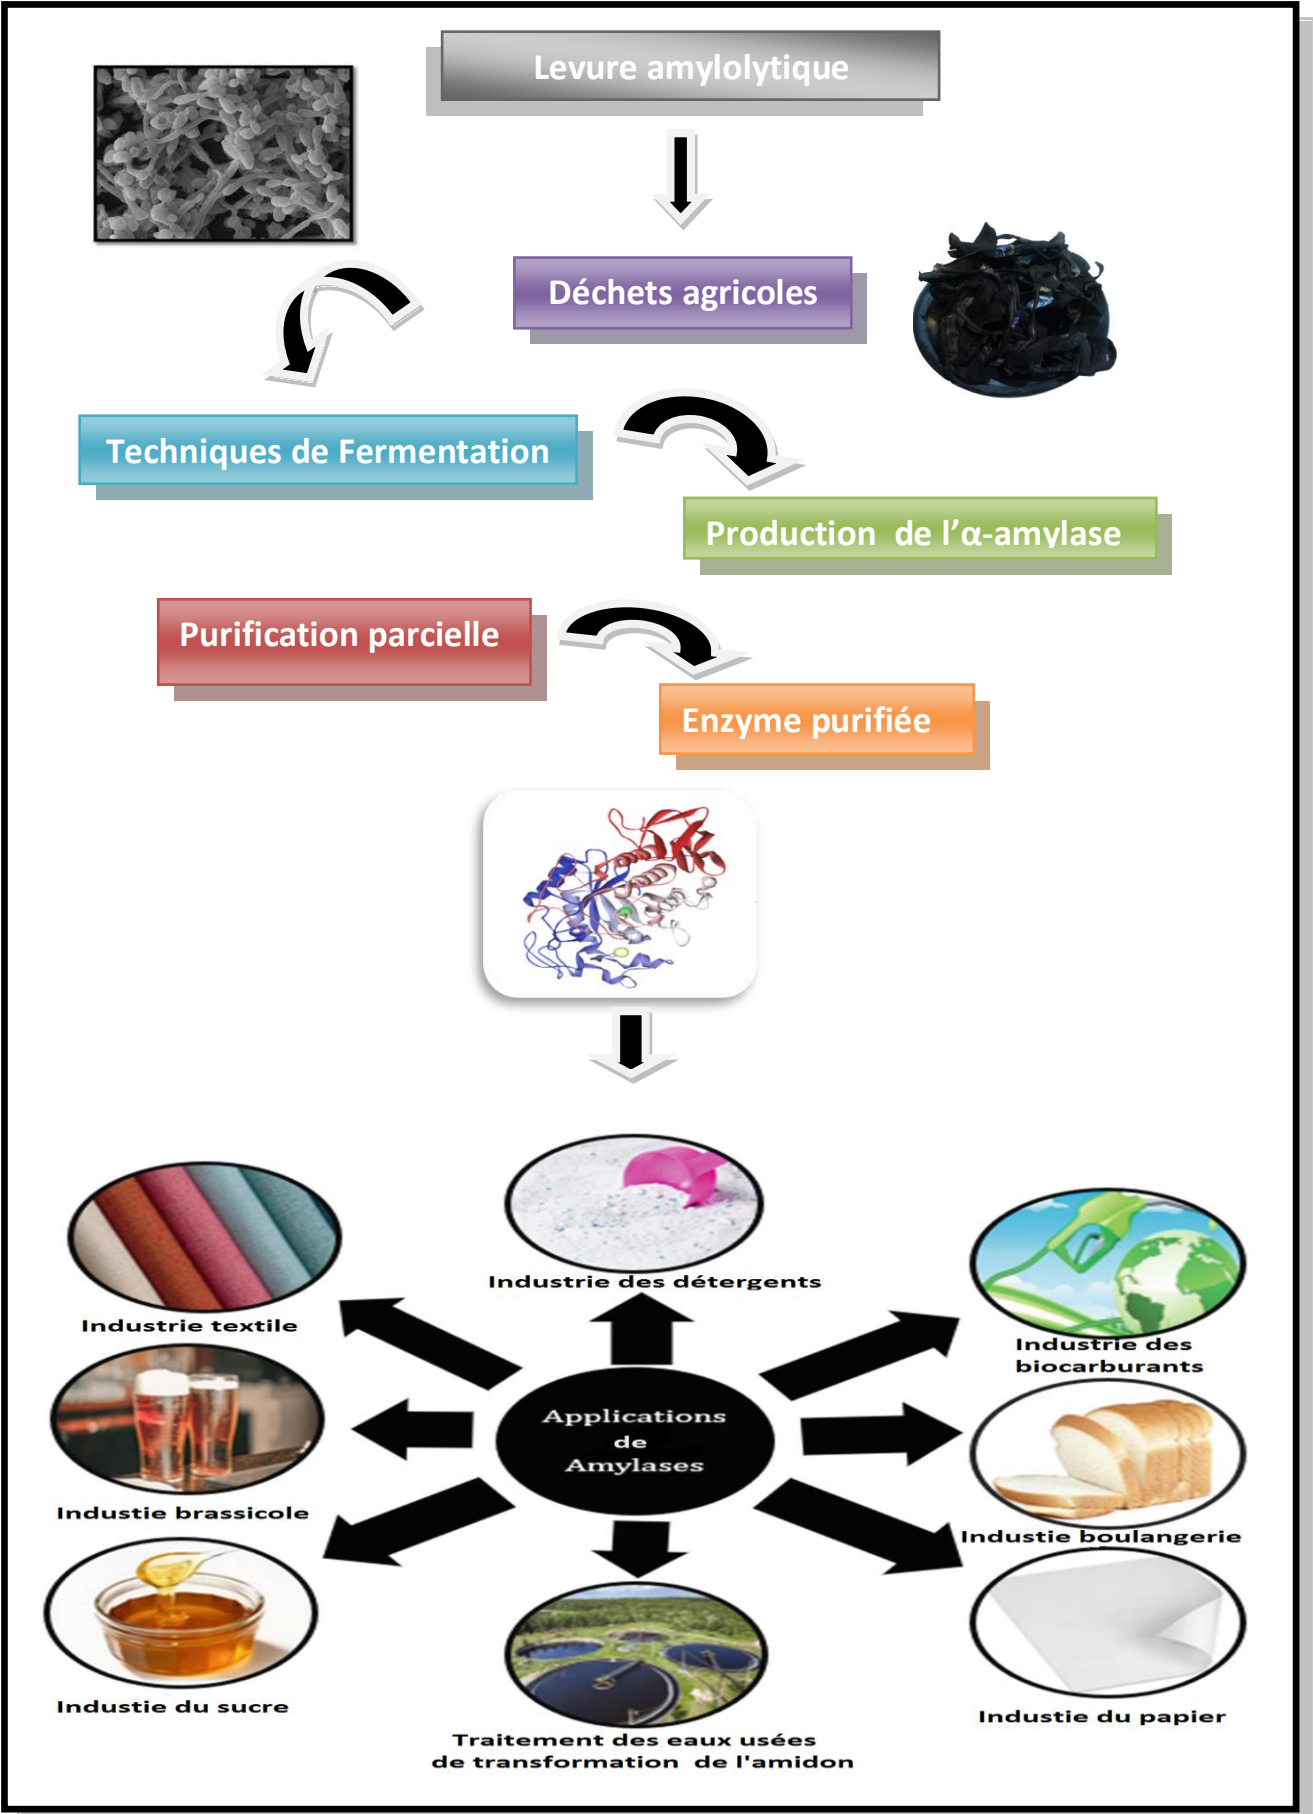 Levure amylolytique
Déchets agricoles
Techniques de Fermentation
Production de l’α-amylase
Purification parcielle
Enzyme purifiée
Industrie des détergents
Industrie textile
Industrie des
biocarburants
Applications
de
Amylases
Industie brassicole
Industie boulangerie
Industie du sucre
Industie du papier
Traitement des eaux usées
de transformation de l'amidon